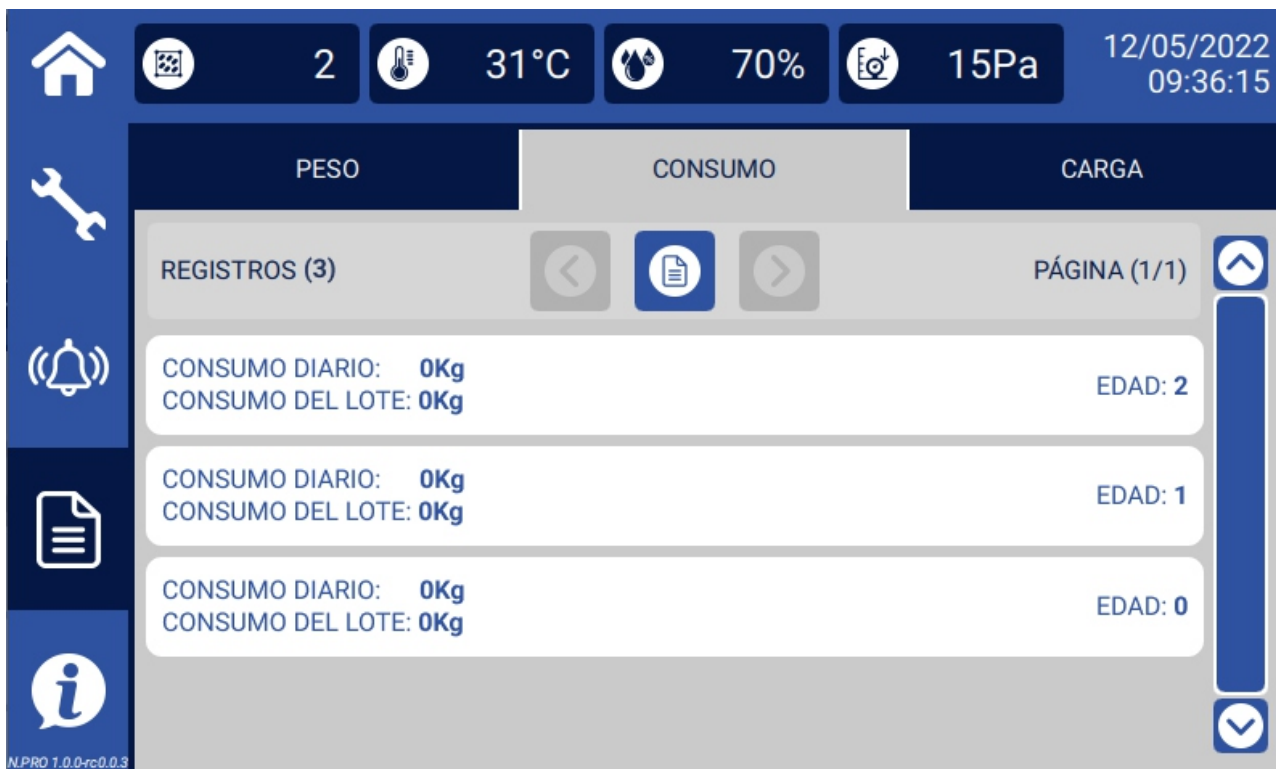 2
31°C
70%
15Pa
12/05/2022
09:36:15
PESO
CONSUMO
CARGA
REGISTROS (3)
PÁGINA (1/1)
CONSUMO DIARIO: 0Kg
CONSUMO DEL LOTE: 0Kg
EDAD: 2
CONSUMO DIARIO: 0Kg
CONSUMO DEL LOTE: 0Kg
EDAD: 1
CONSUMO DIARIO: 0Kg
CONSUMO DEL LOTE: 0Kg
EDAD: 0
N.PRO 1.0.0-rc0.0.3